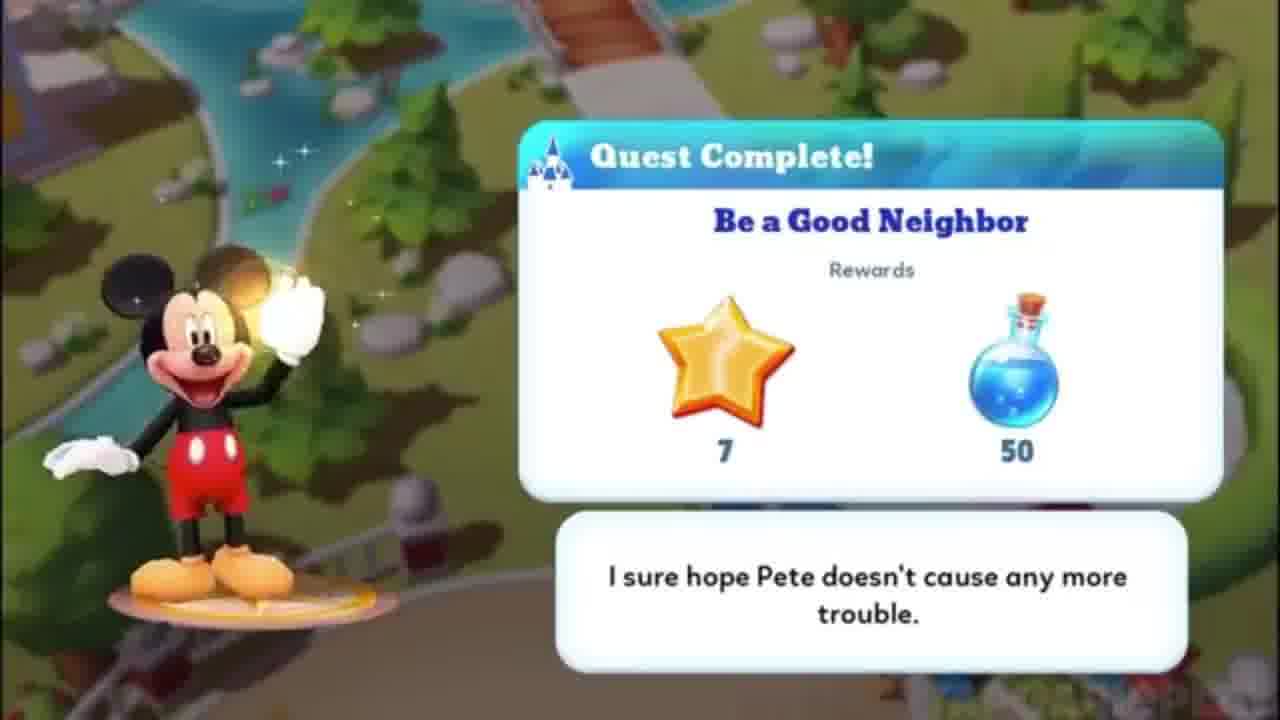 Quest Complete!
Be a Good Neighbor
Rewards
7
50
I sure hope Pete doesn't cause any more
trouble.